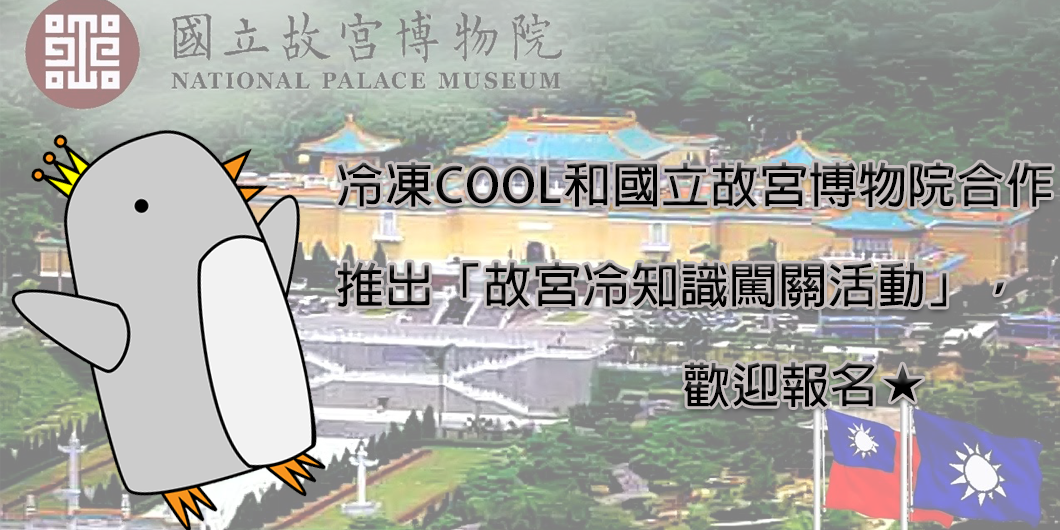 國立故宮博物院
NATIONAL PALACE MUSEUM
冷凍COOL和國立故宮博物院合作
推出「故宮冷知識闖關活動」，
歡迎報名★